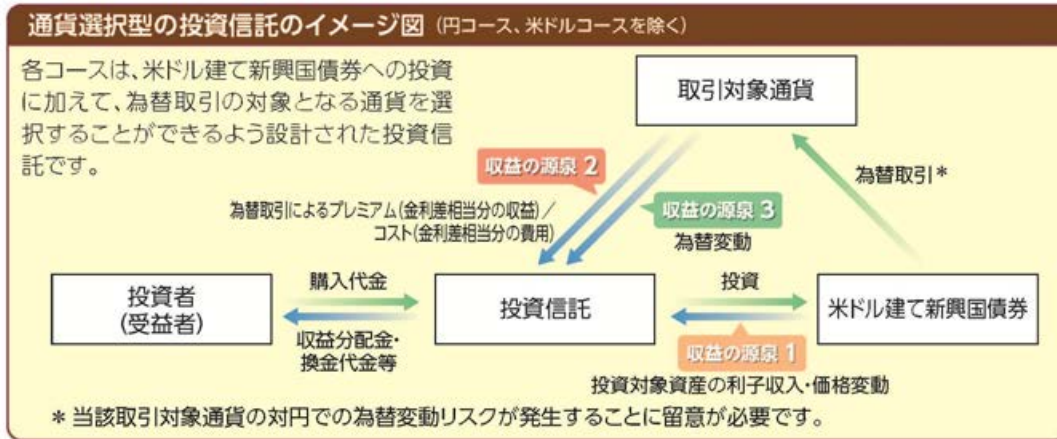 通貨選択型の投資信託のイメージ図 (円コース、米ドルコースを除く)
各コースは、米ドル建て新興国債券への投資
に加えて、為替取引の対象となる通貨を選
択することができるよう設計された投資信
託です。
取引対象通貨
収益の源泉 2
為替取引*
為替取引によるプレミアム(金利差相当分の収益)/
コスト(金利差相当分の費用)
収益の源泉 3
為替変動
投資者
(受益者)
購入代金
収益分配金・
換金代金等
投資信託
投資
収益の源泉 1
投資対象資産の利子収入・価格変動
米ドル建て新興国債券
* 当該取引対象通貨の対円での為替変動リスクが発生することに留意が必要です。